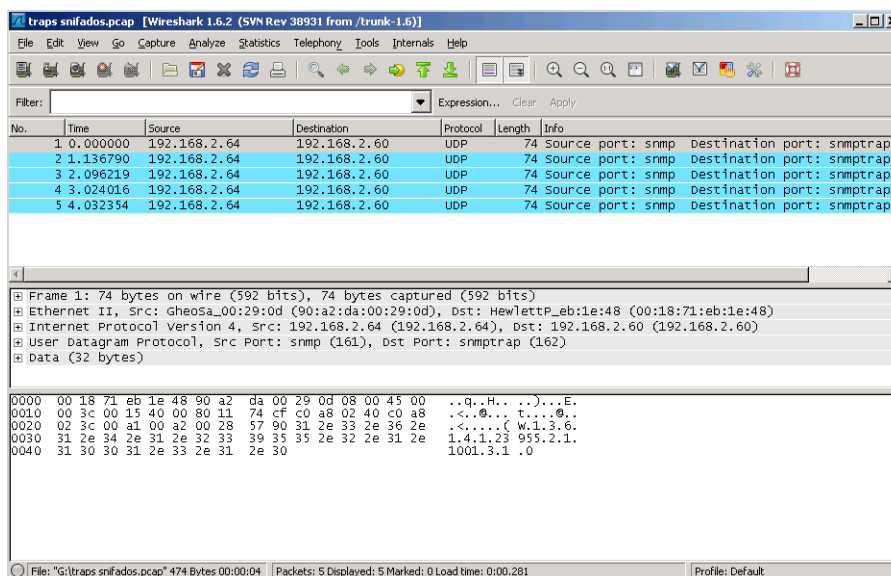 traps snifados.pcap [Wireshark 1.6.2 (SVN Rev 38931 from /trunk-1.6)]
File Edit View Go Capture Analyze Statistics Telephony Tools Internals Help
Filter: Expression... Clear Apply
No. Time Source Destination Protocol Length Info
1 0.000000 192.168.2.64 192.168.2.60 UDP 74 Source port: snmp Destination port: snmptrap
2 1.136790 192.168.2.64 192.168.2.60 UDP 74 Source port: snmp Destination port: snmptrap
3 2.096219 192.168.2.64 192.168.2.60 UDP 74 Source port: snmp Destination port: snmptrap
4 3.024016 192.168.2.64 192.168.2.60 UDP 74 Source port: snmp Destination port: snmptrap
5 4.032354 192.168.2.64 192.168.2.60 UDP 74 Source port: snmp Destination port: snmptrap
Frame 1: 74 bytes on wire (592 bits), 74 bytes captured (592 bits)
Ethernet II, Src: GheoSa_00:29:0d (90:a2:da:00:29:0d), Dst: HewlettP_eb:1e:48 (00:18:71:eb:1e:48)
Internet Protocol Version 4, Src: 192.168.2.64 (192.168.2.64), Dst: 192.168.2.60 (192.168.2.60)
User Datagram Protocol, Src Port: snmp (161), Dst Port: snmptrap (162)
Data (32 bytes)
0000 00 18 71 eb 1e 48 90 a2 da 00 29 0d 08 00 45 00 ..q..H.. ..)...E.
0010 00 3c 00 15 40 00 80 11 74 cf c0 a8 02 40 c0 a8 .<..@... t....@..
0020 02 3c 00 a1 00 a2 00 28 57 90 31 2e 33 2e 36 2e .<.....( W.1.3.6.
0030 31 2e 34 2e 31 2e 32 33 39 35 35 2e 32 2e 31 2e 1.4.1.23 955.2.1.
0040 31 30 30 31 2e 33 2e 31 2e 30 1001.3.1 .0
File: "G:\traps snifados.pcap" 474 Bytes 00:00:04 Packets: 5 Displayed: 5 Marked: 0 Load time: 0:00.281 Profile: Default